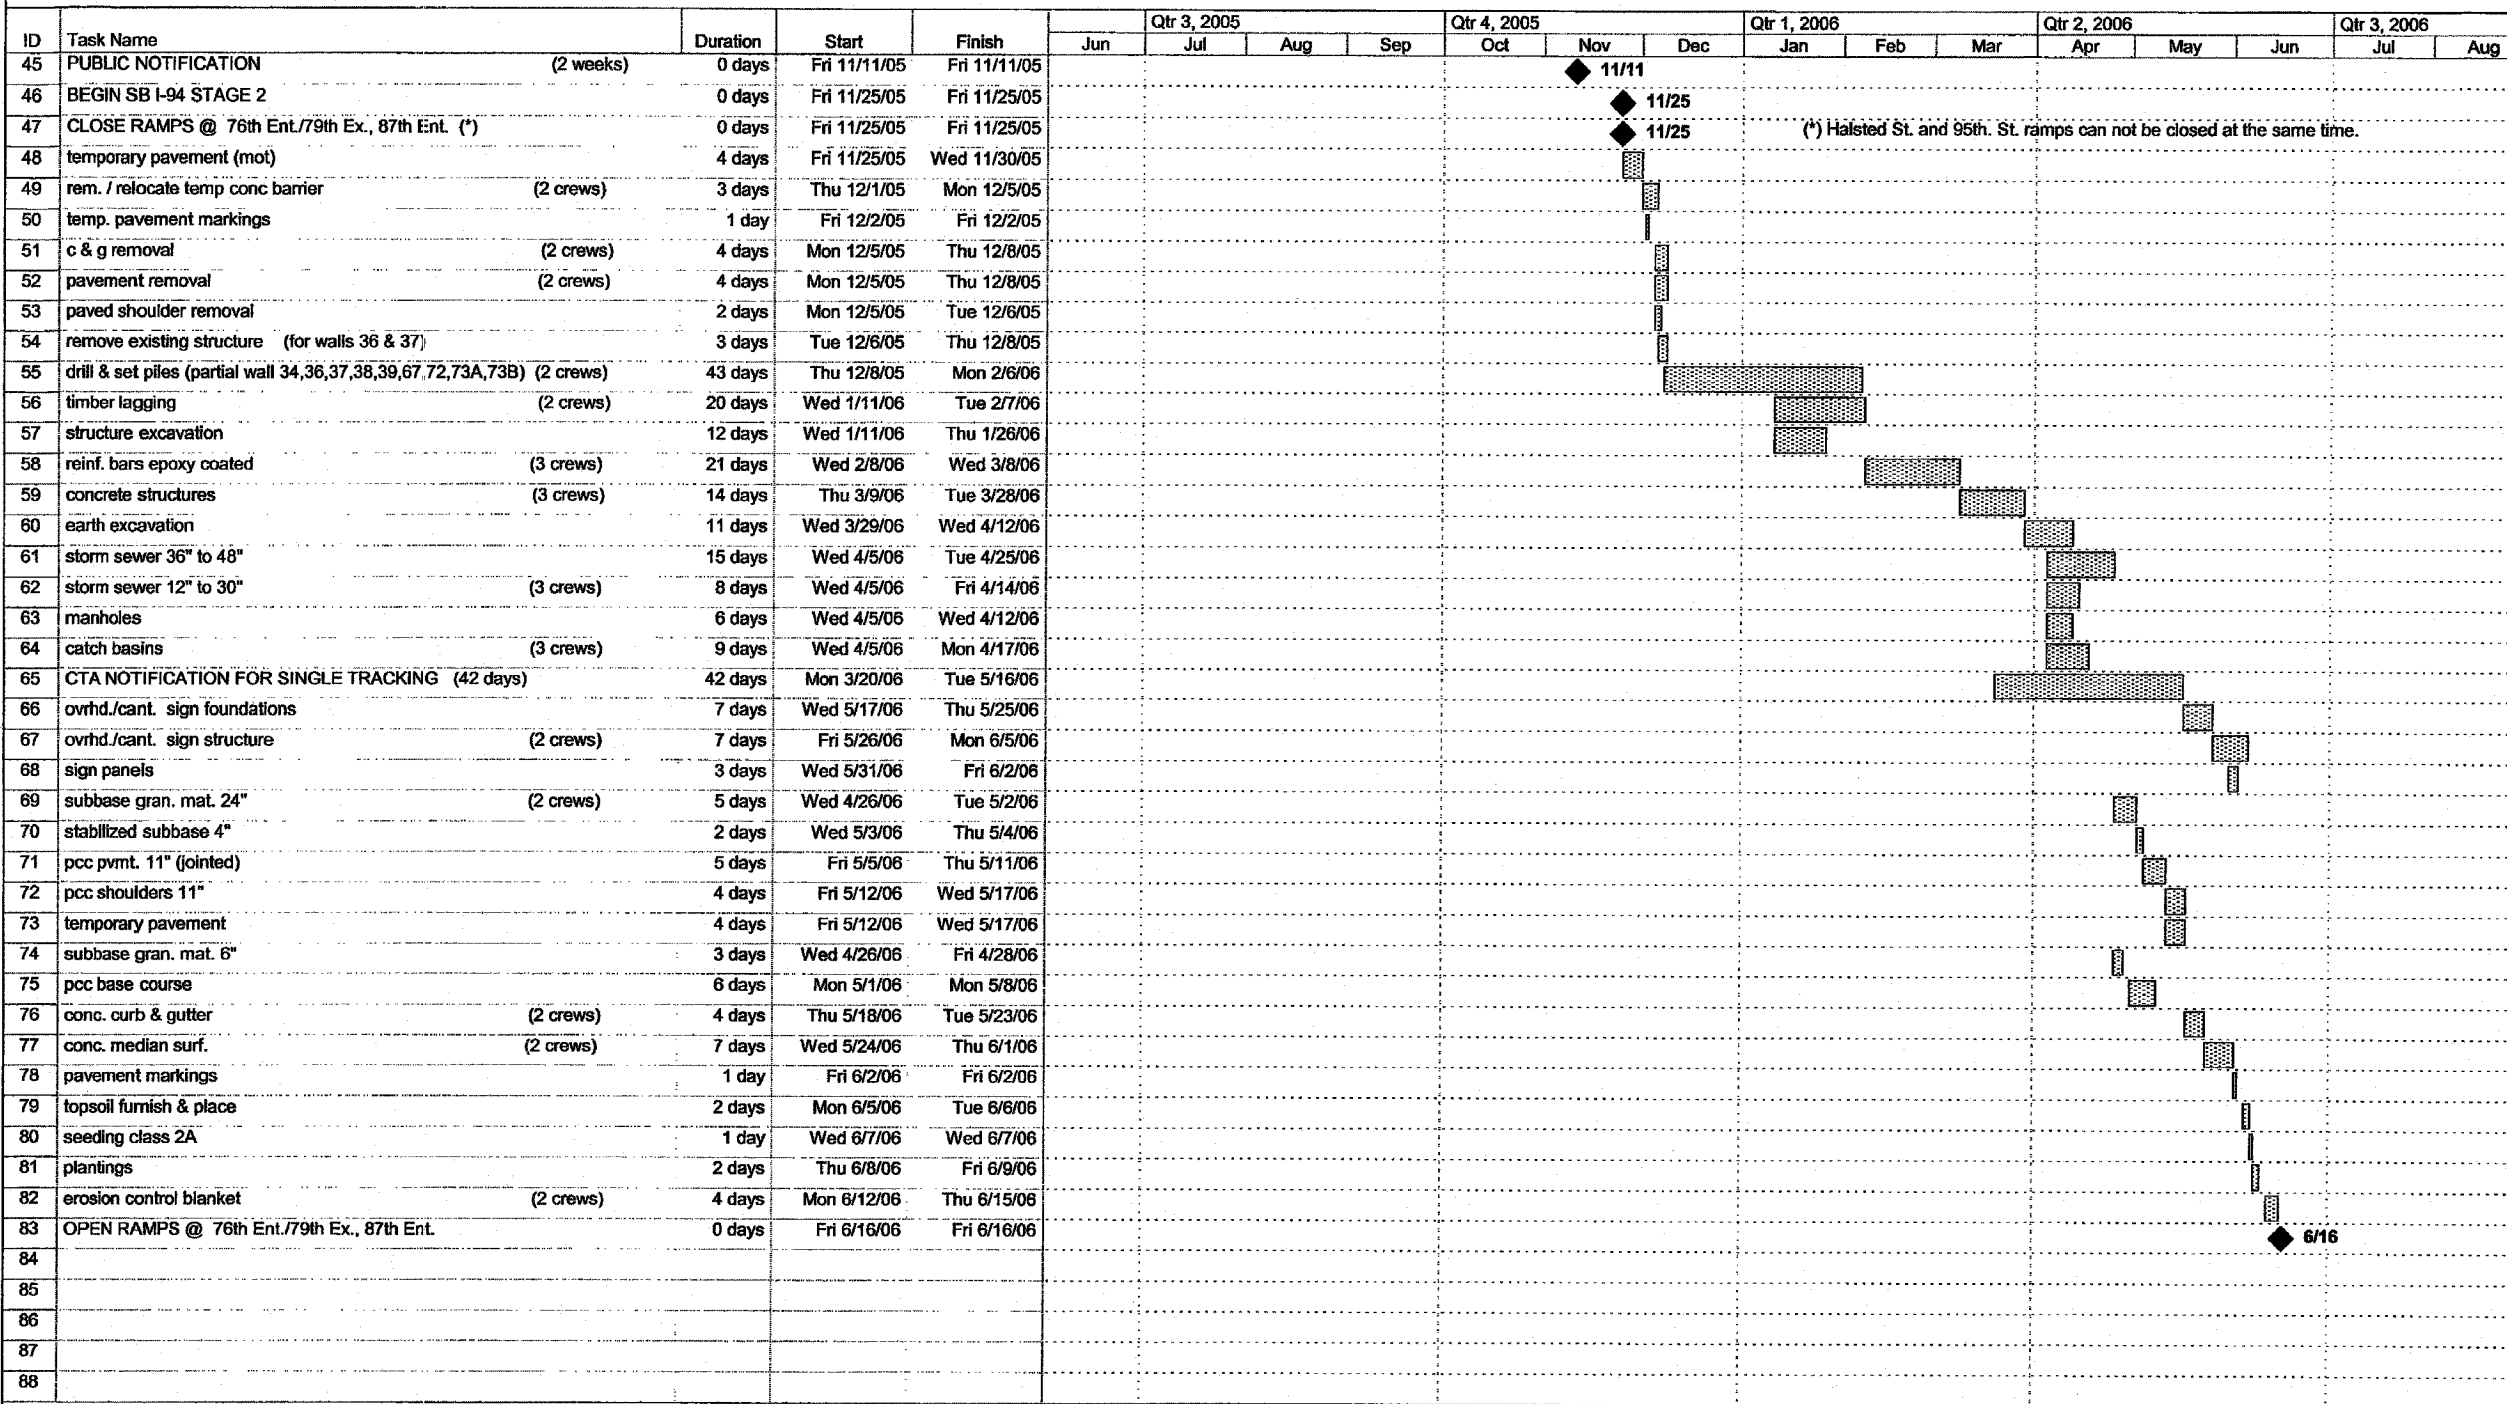 Qtr 3, 2005 Qtr 4, 2005 Qtr 1, 2006 Qtr 2, 2006 Qtr 3, 2006
ID Task Name Duration Start Finish Jun Jul Aug Sep Oct Nov Dec Jan Feb Mar Apr May Jun Jul Aug
45 PUBLIC NOTIFICATION (2 weeks) 0 days Fri 11/11/05 Fri 11/11/05 11/11
46 BEGIN SB I-94 STAGE 2 0 days Fri 11/25/05 Fri 11/25/05 11/25
47 CLOSE RAMPS @ 76th Ent./79th Ex., 87th Ent. (*) 0 days Fri 11/25/05 Fri 11/25/05 11/25 (*) Halsted St. and 95th. St. ramps can not be closed at the same time.
48 temporary pavement (mot) 4 days Fri 11/25/05 Wed 11/30/05
49 rem. / relocate temp conc barrier (2 crews) 3 days Thu 12/1/05 Mon 12/5/05
50 temp. pavement markings 1 day Fri 12/2/05 Fri 12/2/05
51 c & g removal (2 crews) 4 days Mon 12/5/05 Thu 12/8/05
52 pavement removal (2 crews) 4 days Mon 12/5/05 Thu 12/8/05
53 paved shoulder removal 2 days Mon 12/5/05 Tue 12/6/05
54 remove existing structure (for walls 36 & 37) 3 days Tue 12/6/05 Thu 12/8/05
55 drill & set piles (partial wall 34,36,37,38,39,67,72,73A,73B) (2 crews) 43 days Thu 12/8/05 Mon 2/6/06
56 timber lagging (2 crews) 20 days Wed 1/11/06 Tue 2/7/06
57 structure excavation 12 days Wed 1/11/06 Thu 1/26/06
58 reinf. bars epoxy coated (3 crews) 21 days Wed 2/8/06 Wed 3/8/06
59 concrete structures (3 crews) 14 days Thu 3/9/06 Tue 3/28/06
60 earth excavation 11 days Wed 3/29/06 Wed 4/12/06
61 storm sewer 36" to 48" 15 days Wed 4/5/06 Tue 4/25/06
62 storm sewer 12" to 30" (3 crews) 8 days Wed 4/5/06 Fri 4/14/06
63 manholes 6 days Wed 4/5/06 Wed 4/12/06
64 catch basins (3 crews) 9 days Wed 4/5/06 Mon 4/17/06
65 CTA NOTIFICATION FOR SINGLE TRACKING (42 days) 42 days Mon 3/20/06 Tue 5/16/06
66 ovrhd./cant. sign foundations 7 days Wed 5/17/06 Thu 5/25/06
67 ovrhd./cant. sign structure (2 crews) 7 days Fri 5/26/06 Mon 6/5/06
68 sign panels 3 days Wed 5/31/06 Fri 6/2/06
69 subbase gran. mat. 24" (2 crews) 5 days Wed 4/26/06 Tue 5/2/06
70 stabilized subbase 4" 2 days Wed 5/3/06 Thu 5/4/06
71 pcc pvmt. 11" (jointed) 5 days Fri 5/5/06 Thu 5/11/06
72 pcc shoulders 11" 4 days Fri 5/12/06 Wed 5/17/06
73 temporary pavement 4 days Fri 5/12/06 Wed 5/17/06
74 subbase gran. mat. 6" 3 days Wed 4/26/06 Fri 4/28/06
75 pcc base course 6 days Mon 5/1/06 Mon 5/8/06
76 conc. curb & gutter (2 crews) 4 days Thu 5/18/06 Tue 5/23/06
77 conc. median surf. (2 crews) 7 days Wed 5/24/06 Thu 6/1/06
78 pavement markings 1 day Fri 6/2/06 Fri 6/2/06
79 topsoil furnish & place 2 days Mon 6/5/06 Tue 6/6/06
80 seeding class 2A 1 day Wed 6/7/06 Wed 6/7/06
81 plantings 2 days Thu 6/8/06 Fri 6/9/06
82 erosion control blanket (2 crews) 4 days Mon 6/12/06 Thu 6/15/06
83 OPEN RAMPS @ 76th Ent./79th Ex., 87th Ent. 0 days Fri 6/16/06 Fri 6/16/06 6/16
84
85
86
87
88